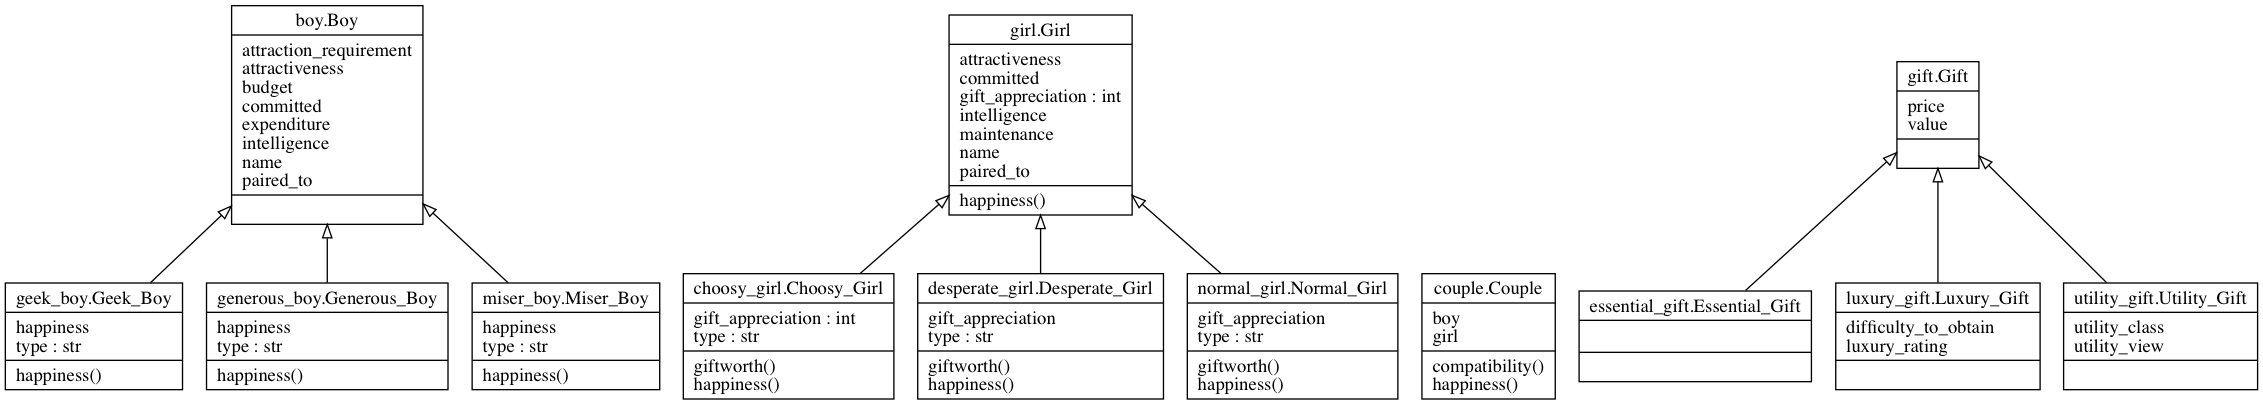 boy.Boy
attraction_requirement
attractiveness
budget
committed
expenditure
intelligence
name
paired_to
girl.Girl
attractiveness
committed
gift_appreciation : int
intelligence
maintenance
name
paired_to
happiness()
gift.Gift
price
value
geek_boy.Geek_Boy
happiness
type : str
happiness()
generous_boy.Generous_Boy
happiness
type : str
happiness()
miser_boy.Miser_Boy
happiness
type : str
happiness()
choosy_girl.Choosy_Girl
gift_appreciation : int
type : str
giftworth()
happiness()
desperate_girl.Desperate_Girl
gift_appreciation
type : str
giftworth()
happiness()
normal_girl.Normal_Girl
gift_appreciation
type : str
giftworth()
happiness()
couple.Couple
boy
girl
compatibility()
happiness()
essential_gift.Essential_Gift
luxury_gift.Luxury_Gift
difficulty_to_obtain
luxury_rating
utility_gift.Utility_Gift
utility_class
utility_view